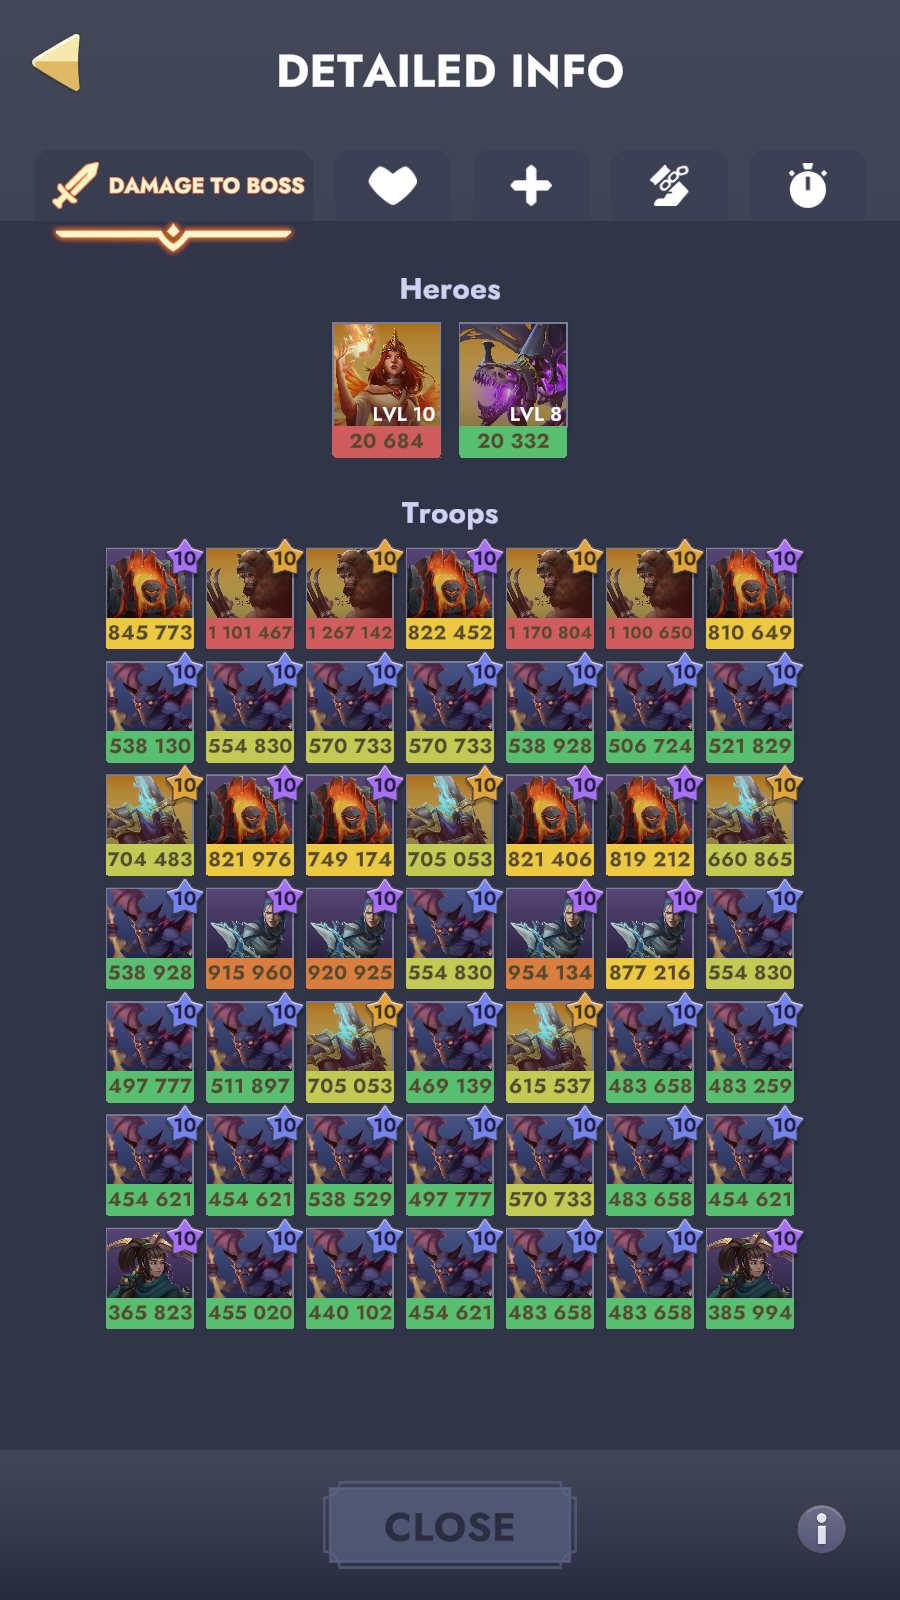 DETAILED INFO
DAMAGE TO BOSS
Heroes
LVL 10 LVL 8
20 684 20 332
Troops
10 10 10 10 10 10 10
845 773 1 101 467 1 267 142 822 452 1 170 804 1 100 650 810 649
10 10 10 10 10 10 10
538 130 554 830 570 733 570 733 538 928 506 724 521 829
10 10 10 10 10 10 10
704 483 821 976 749 174 705 053 821 406 819 212 660 865
10 10 10 10 10 10 10
538 928 915 960 920 925 554 830 954 134 877 216 554 830
10 10 10 10 10 10 10
497 777 511 897 705 053 469 139 615 537 483 658 483 259
10 10 10 10 10 10 10
454 621 454 621 538 529 497 777 570 733 483 658 454 621
10 10 10 10 10 10 10
365 823 455 020 440 102 454 621 483 658 483 658 385 994
CLOSE
i